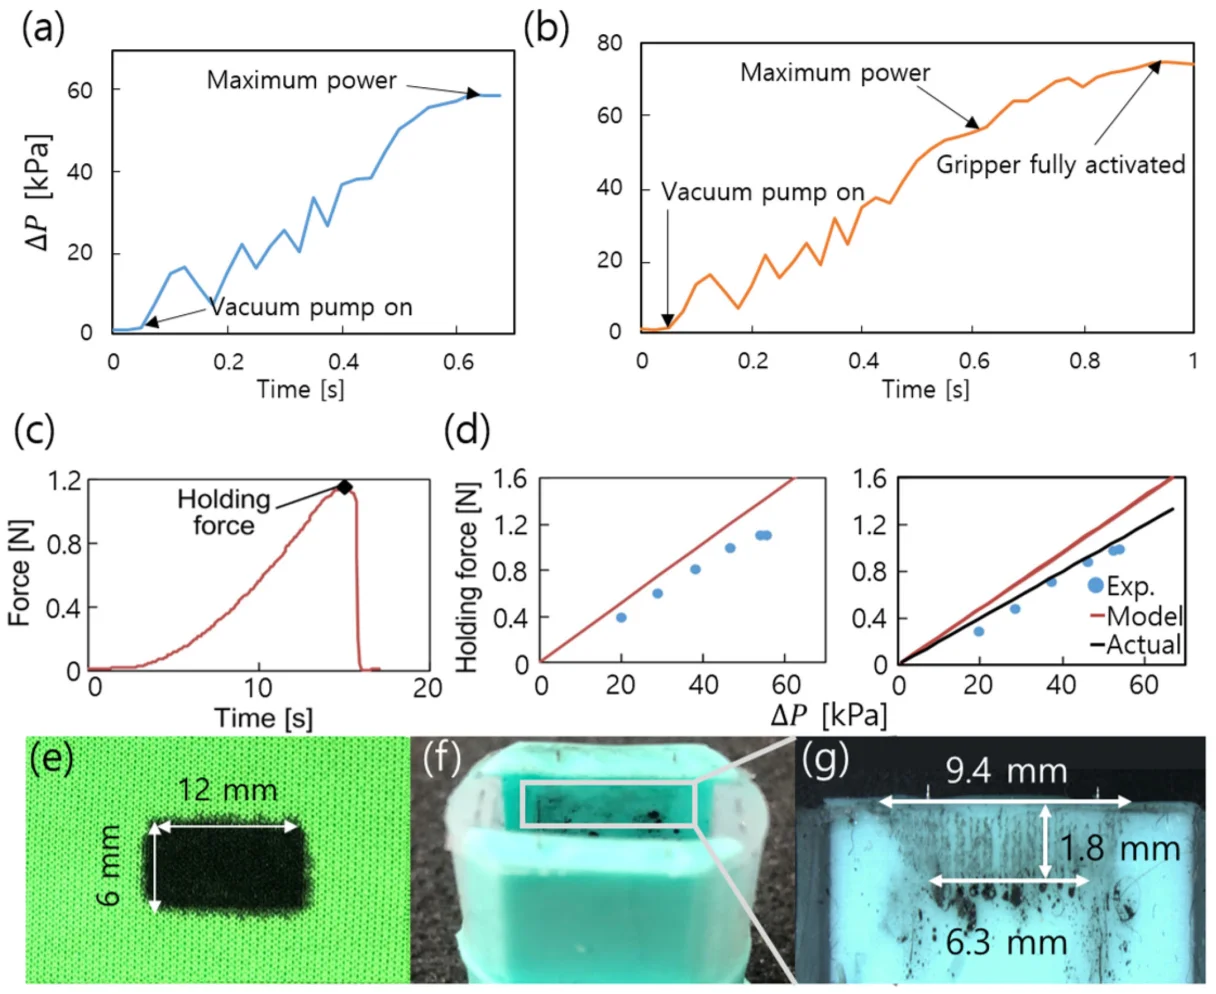 (a)
60
40
20
0
ΔP [kPa]
Maximum power
Vacuum pump on
0 0.2 0.4 0.6
Time [s]
(b)
80
60
40
20
0
Maximum power
Gripper fully activated
Vacuum pump on
0 0.2 0.4 0.6 0.8 1
Time [s]
(c)
1.2
0.8
0.4
0
Force [N]
Holding
force
0 10 20
Time [s]
(d)
1.6
1.2
0.8
0.4
0
Holding force [N]
0 20 40 60
1.6
1.2
0.8
0.4
0
Exp.
Model
Actual
0 20 40 60
ΔP [kPa]
(e)
12 mm
6 mm
(f)
(g)
9.4 mm
1.8 mm
6.3 mm